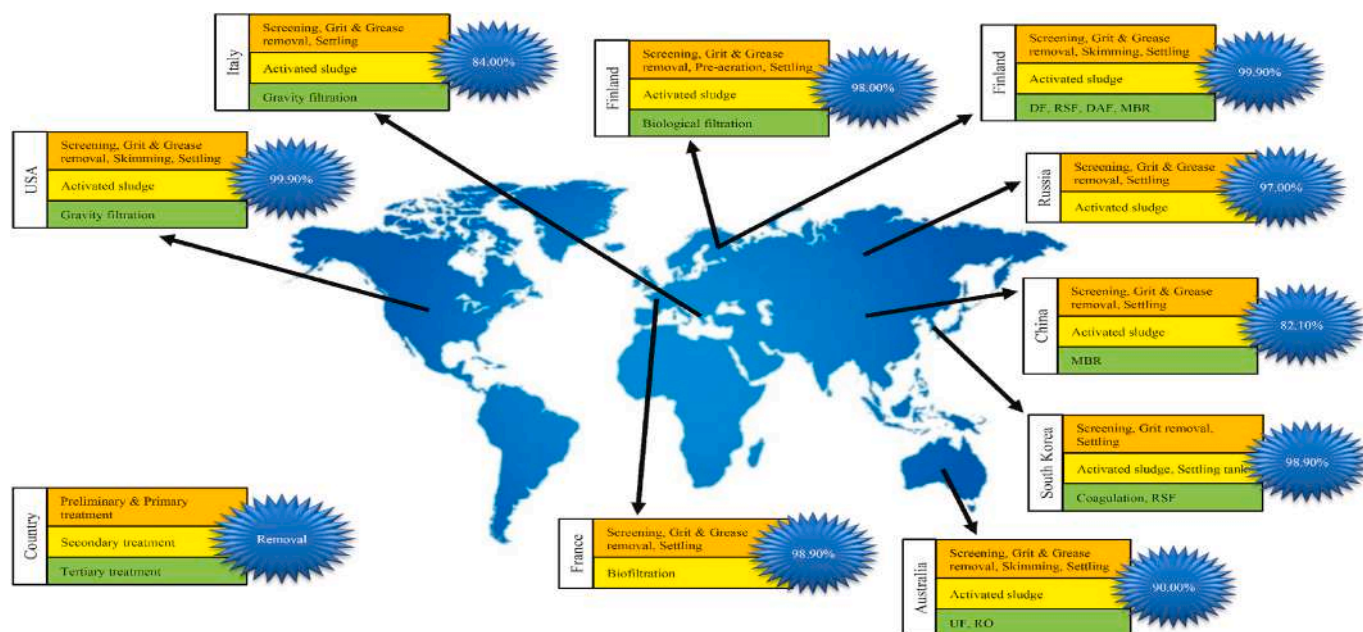 Italy
Screening, Grit & Grease
removal, Settling
Activated sludge
Gravity filtration
84.00%
Finland
Screening, Grit & Grease
removal, Pre-aeration, Settling
Activated sludge
Biological filtration
98.00%
Finland
Screening, Grit & Grease
removal, Skimming, Settling
Activated sludge
DF, RSF, DAF, MBR
99.90%
USA
Screening, Grit & Grease
removal, Skimming, Settling
Activated sludge
Gravity filtration
99.90%
Russia
Screening, Grit & Grease
removal, Settling
Activated sludge
97.00%
China
Screening, Grit & Grease
removal, Settling
Activated sludge
MBR
82.10%
South Korea
Screening, Grit removal,
Settling
Activated sludge, Settling tank
Coagulation, RSF
98.90%
Country
Preliminary & Primary
treatment
Secondary treatment
Tertiary treatment
Removal
France
Screening, Grit & Grease
removal, Settling
Biofiltration
98.90%
Australia
Screening, Grit & Grease
removal, Skimming, Settling
Activated sludge
UF, RO
90.00%